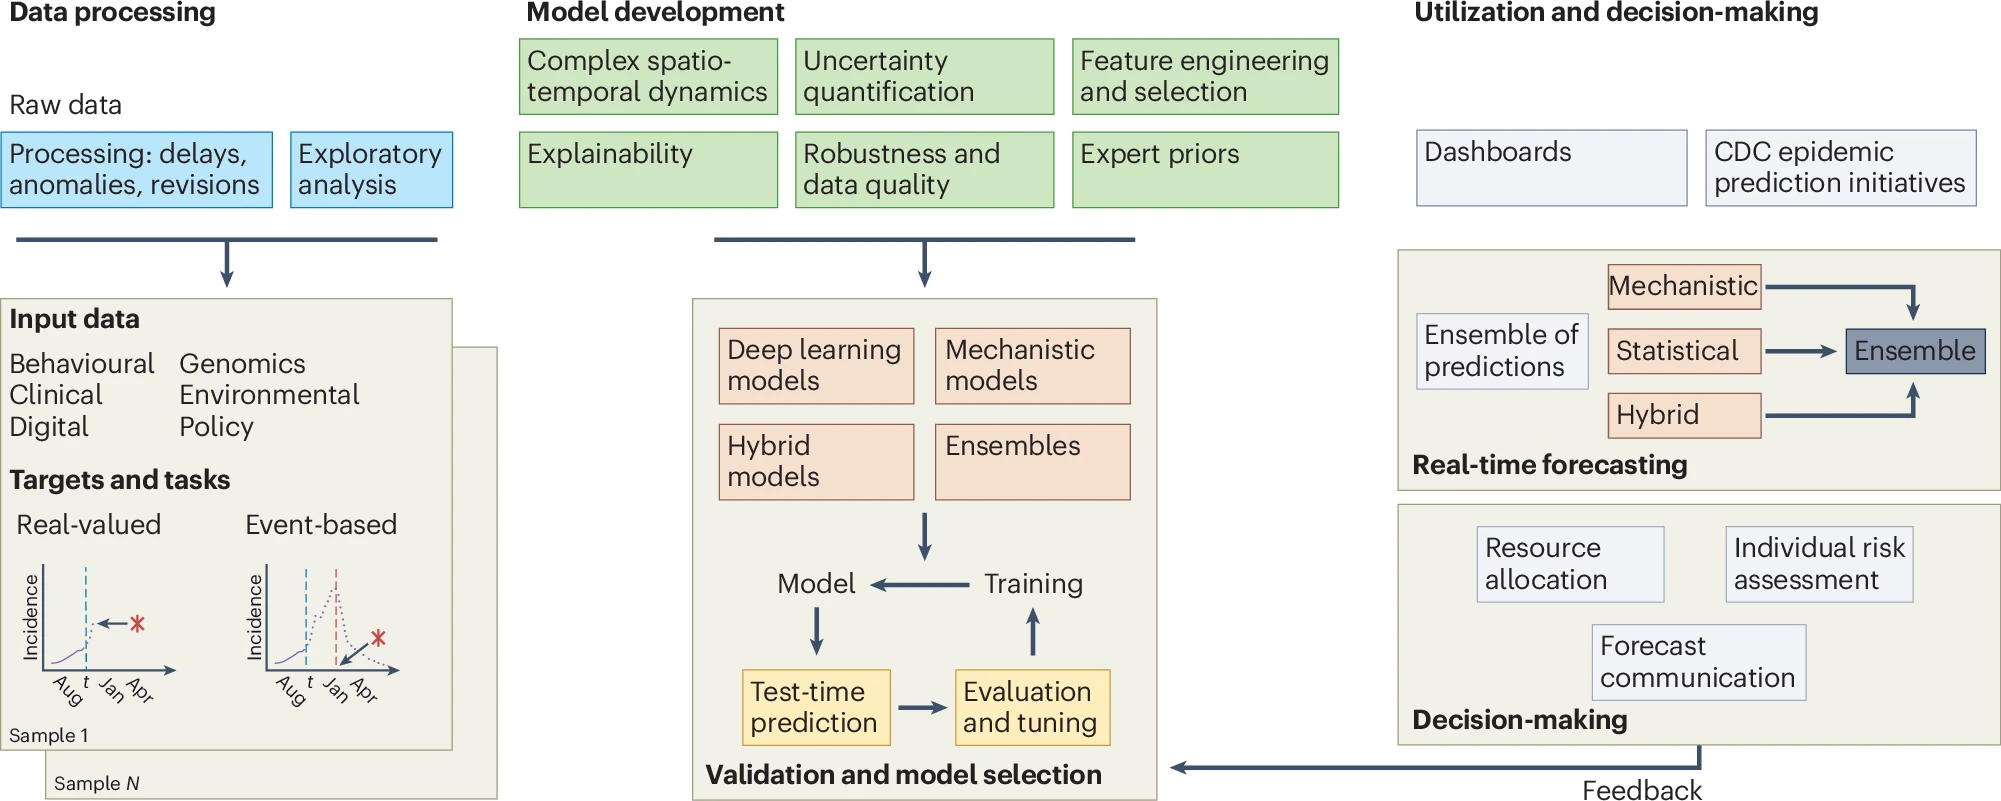 Data processing
Raw data
Processing: delays,
anomalies, revisions
Exploratory
analysis
Input data
Behavioural
Clinical
Digital
Genomics
Environmental
Policy
Targets and tasks
Real-valued
Incidence
Aug
t
Jan
Apr
Event-based
Incidence
Aug
t
Jan
Apr
Sample 1
Sample N
Model development
Complex spatio-
temporal dynamics
Uncertainty
quantification
Feature engineering
and selection
Explainability
Robustness and
data quality
Expert priors
Deep learning
models
Mechanistic
models
Hybrid
models
Ensembles
Model
Training
Test-time
prediction
Evaluation
and tuning
Validation and model selection
Utilization and decision-making
Dashboards
CDC epidemic
prediction initiatives
Ensemble of
predictions
Mechanistic
Statistical
Hybrid
Ensemble
Real-time forecasting
Resource
allocation
Individual risk
assessment
Forecast
communication
Decision-making
Feedback